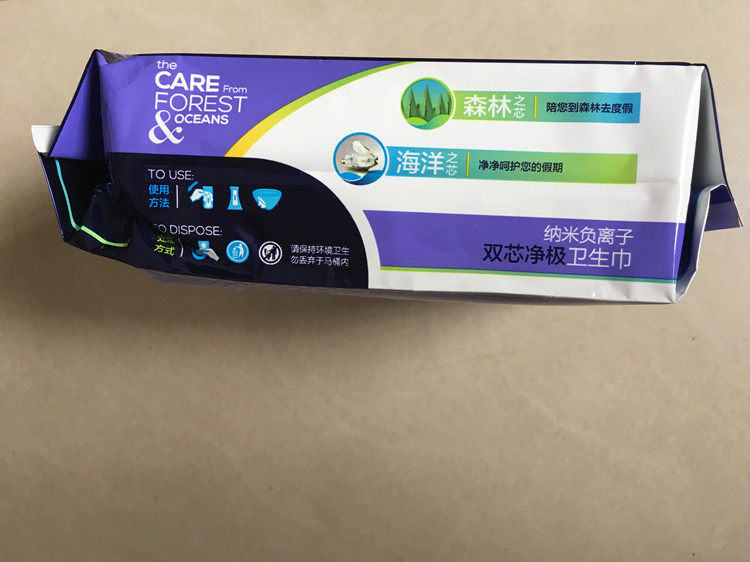 the
CARE From
FOREST
& OCEANS
森林之芯 陪您到森林去度假
海洋之芯 净净呵护您的假期
TO USE:
使用
方法
TO DISPOSE:
处理
方式
请保持环境卫生
勿丢弃于马桶内
纳米负离子
双芯净极卫生巾